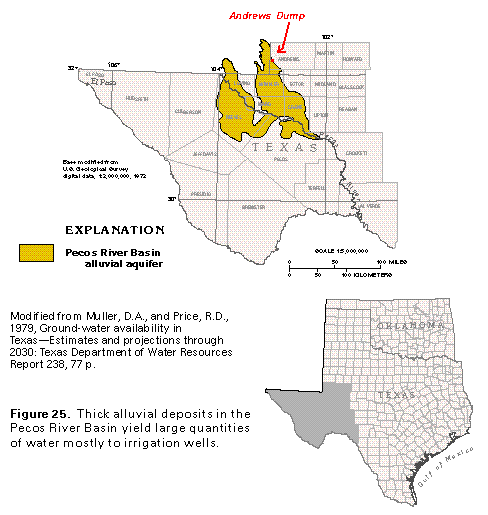 Andrews Dump
102°
32°
106°
104°
MARTIN
HOWARD
ANDREWS
EL PASO
El Paso
ECTOR
MIDLAND
GLASSCOCK
HUDSPETH
CULBERSON
REEVES
UPTON
REAGAN
TEXAS
JEFF DAVIS
PECOS
CROCKETT
Base modified from
U.S. Geological Survey
digital data, 1:2,000,000, 1972
TERRELL
30°
PRESIDIO
BREWSTER
VAL VERDE
EXPLANATION
Pecos River Basin
alluvial aquifer
SCALE 1:5,000,000
0 50 100 MILES
0 50 100 KILOMETERS
Modified from Muller, D.A., and Price, R.D.,
1979, Ground-water availability in
Texas—Estimates and projections through
2030: Texas Department of Water Resources
Report 238, 77 p.
Figure 25. Thick alluvial deposits in the
Pecos River Basin yield large quantities
of water mostly to irrigation wells.
OKLAHOMA
TEXAS
Gulf of Mexico